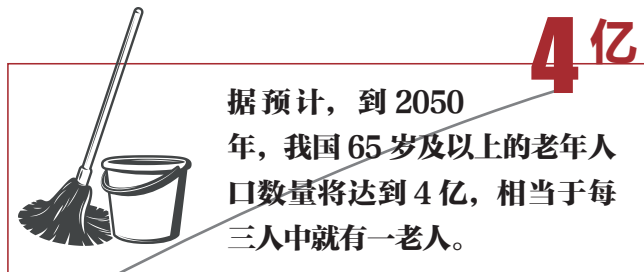 4亿
据预计，到 2050
年，我国 65 岁及以上的老年人
口数量将达到 4 亿，相当于每
三人中就有一老人。